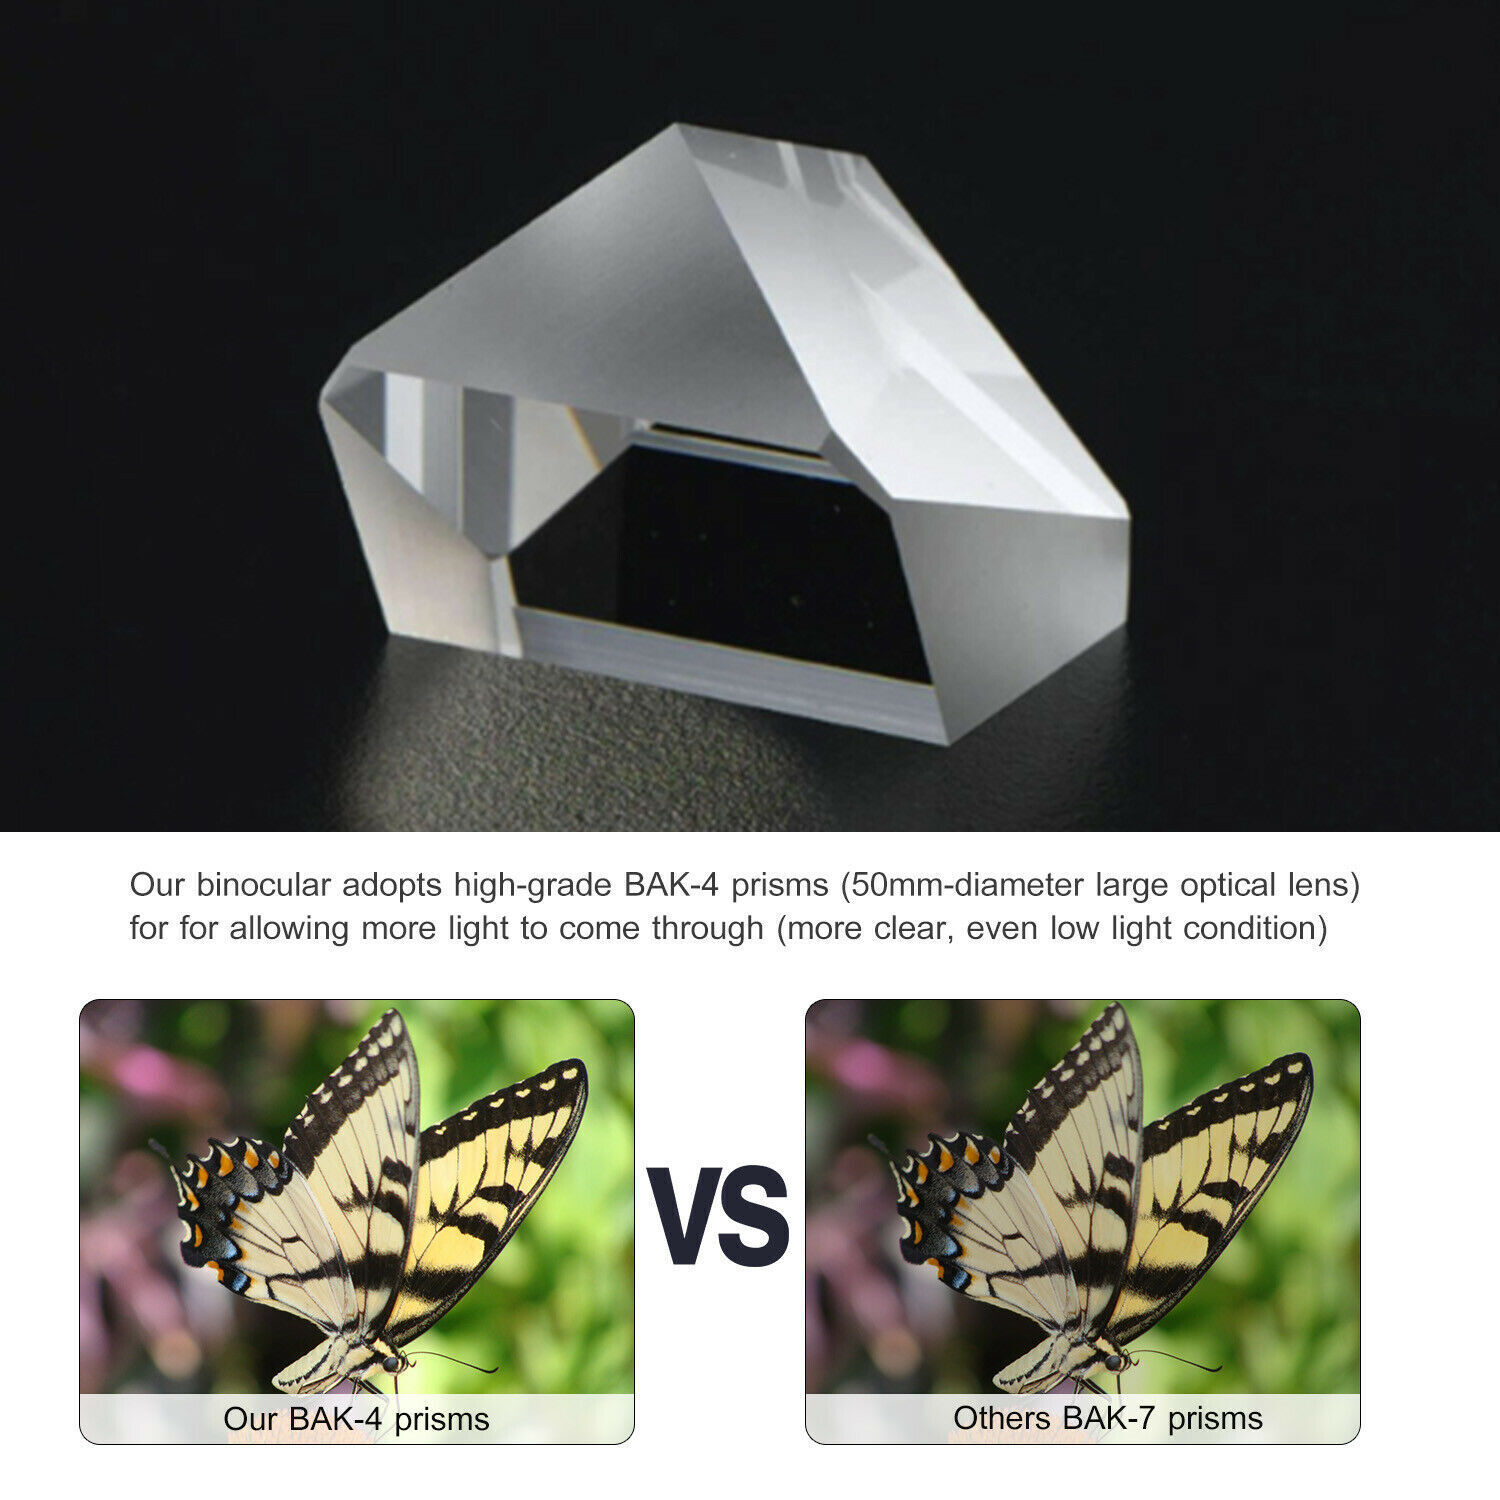 Our binocular adopts high-grade BAK-4 prisms (50mm-diameter large optical lens)
for for allowing more light to come through (more clear, even low light condition)
VS
Our BAK-4 prisms
Others BAK-7 prisms